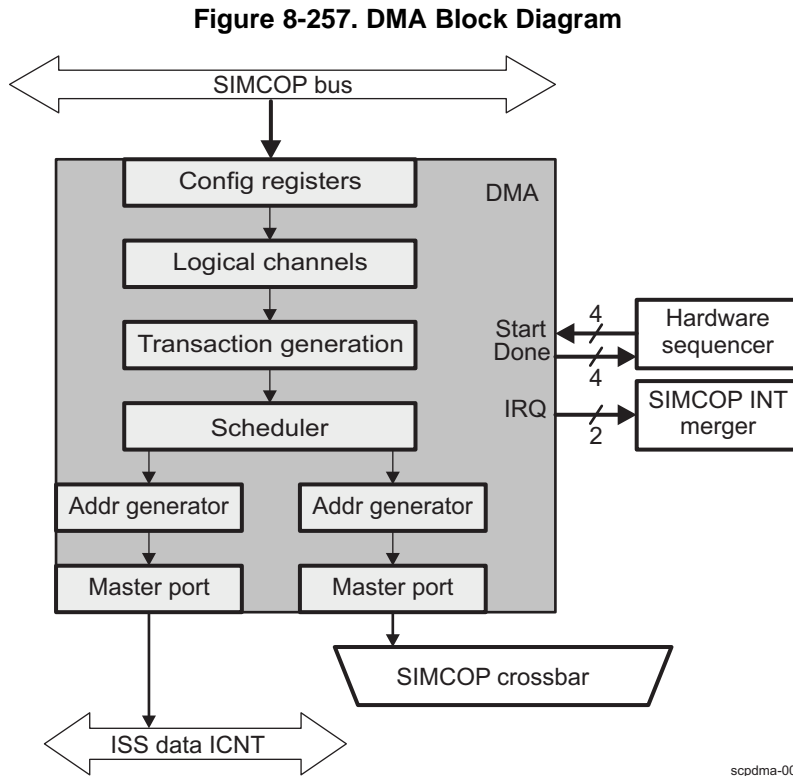 Figure 8-257. DMA Block Diagram
SIMCOP bus
Config registers
DMA
Logical channels
Transaction generation
Scheduler
Start
Done
IRQ
4
4
2
Hardware
sequencer
SIMCOP INT
merger
Addr generator
Addr generator
Master port
Master port
SIMCOP crossbar
ISS data ICNT
scpdma-00